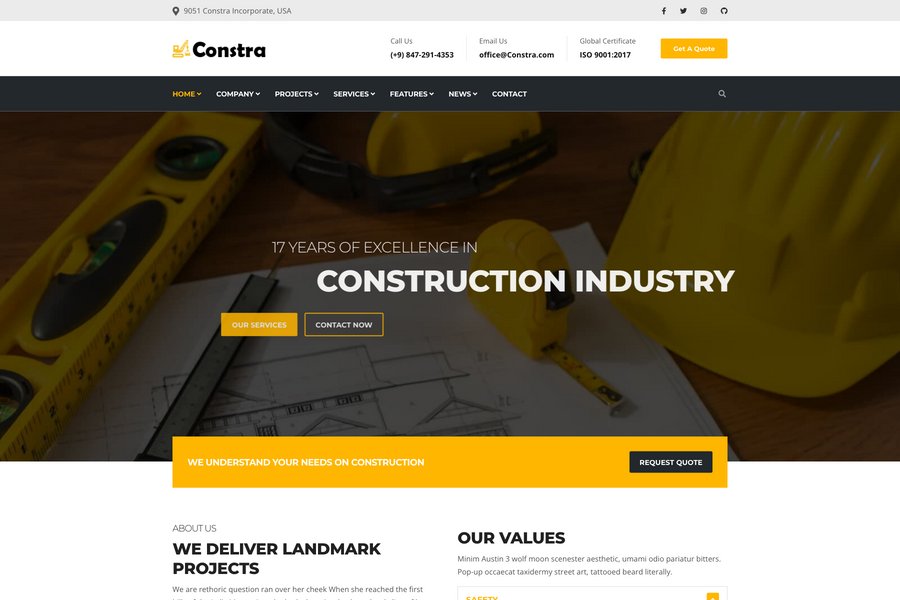 9051 Constra Incorporate, USA
Constra
Call Us
(+9) 847-291-4353
Email Us
office@Constra.com
Global Certificate
ISO 9001:2017
Get A Quote
HOME COMPANY PROJECTS SERVICES FEATURES NEWS CONTACT
17 YEARS OF EXCELLENCE IN
CONSTRUCTION INDUSTRY
OUR SERVICES CONTACT NOW
WE UNDERSTAND YOUR NEEDS ON CONSTRUCTION
REQUEST QUOTE
ABOUT US
WE DELIVER LANDMARK
PROJECTS
We are rethoric question ran over her cheek When she reached the first
OUR VALUES
Minim Austin 3 wolf moon scenester aesthetic, umami odio pariatur bitters.
Pop-up occaecat taxidermy street art, tattooed beard literally.
SAFETY